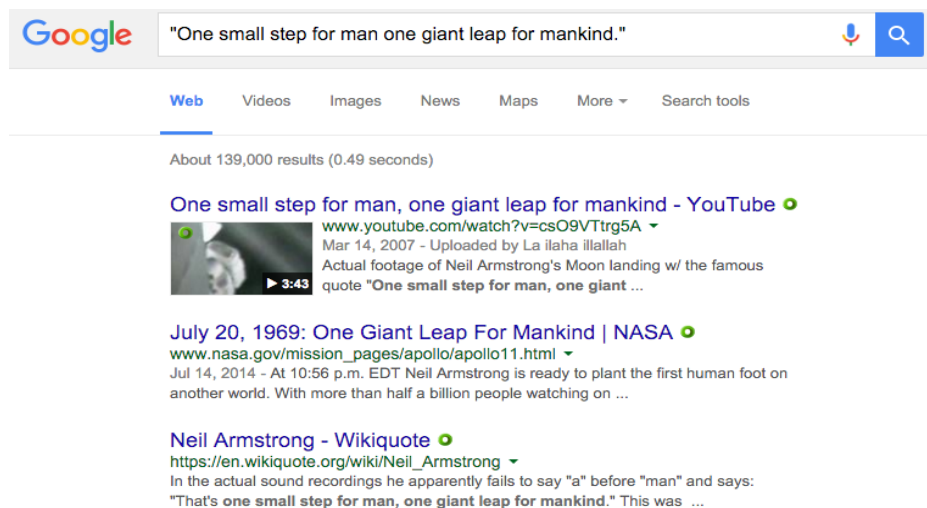 Google "One small step for man one giant leap for mankind."
Web Videos Images News Maps More Search tools
About 139,000 results (0.49 seconds)
One small step for man, one giant leap for mankind - YouTube
www.youtube.com/watch?v=csO9VTtrg5A
Mar 14, 2007 - Uploaded by La ilaha illallah
Actual footage of Neil Armstrong's Moon landing w/ the famous
3:43 quote "One small step for man, one giant ...
July 20, 1969: One Giant Leap For Mankind | NASA
www.nasa.gov/mission_pages/apollo/apollo11.html
Jul 14, 2014 - At 10:56 p.m. EDT Neil Armstrong is ready to plant the first human foot on
another world. With more than half a billion people watching on ...
Neil Armstrong - Wikiquote
https://en.wikiquote.org/wiki/Neil_Armstrong
In the actual sound recordings he apparently fails to say "a" before "man" and says:
"That's one small step for man, one giant leap for mankind." This was ...